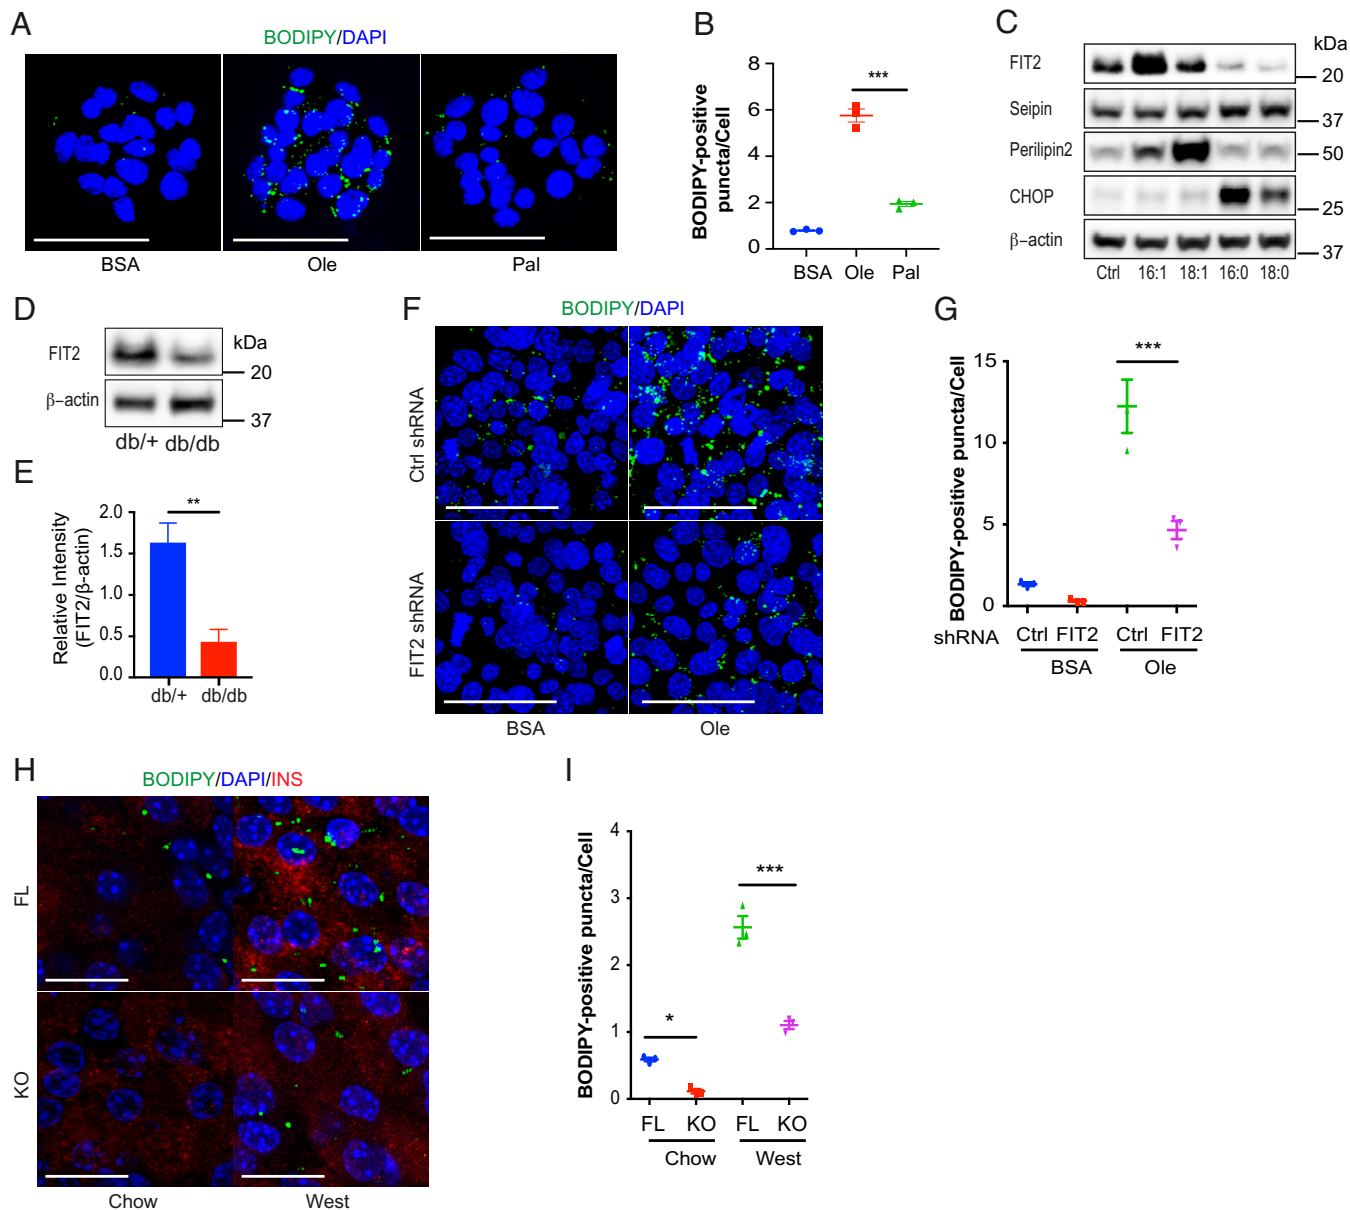 A
BODIPY/DAPI
BSA
Ole
Pal
B
BODIPY-positive
puncta/Cell
8
6
4
2
0
***
BSA Ole Pal
C
kDa
FIT2
20
Seipin
37
Perilipin2
50
CHOP
25
β-actin
37
Ctrl 16:1 18:1 16:0 18:0
D
kDa
FIT2
20
β-actin
37
db/+ db/db
E
Relative Intensity
(FIT2/β-actin)
2.0
1.5
1.0
0.5
0.0
**
db/+ db/db
F
BODIPY/DAPI
Ctrl shRNA
FIT2 shRNA
BSA
Ole
G
BODIPY-positive puncta/Cell
15
10
5
0
***
shRNA Ctrl FIT2 Ctrl FIT2
BSA Ole
H
BODIPY/DAPI/INS
FL
KO
Chow
West
I
BODIPY-positive puncta/Cell
4
3
2
1
0
*
***
FL KO FL KO
Chow West